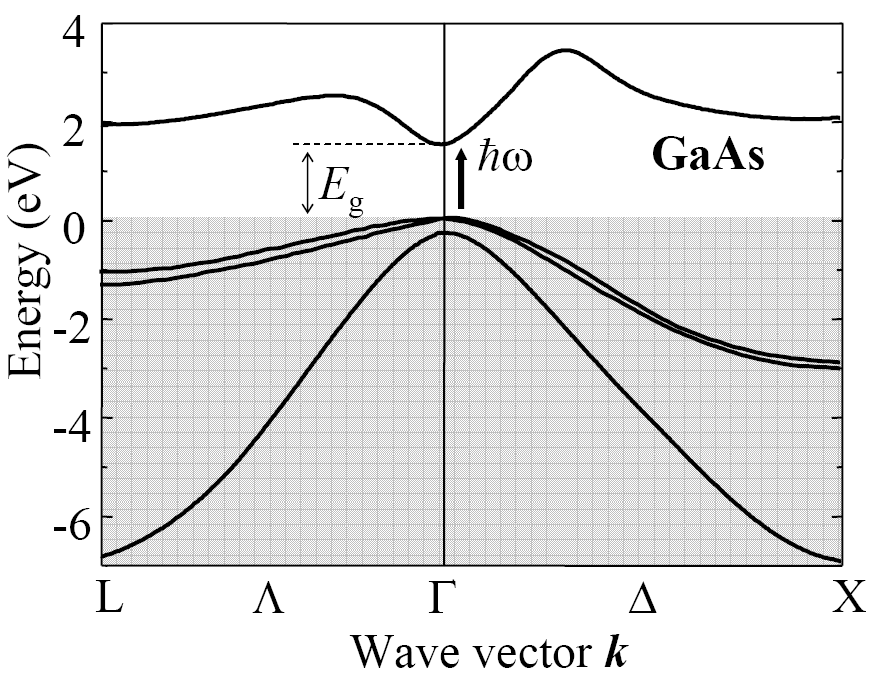 4
2
0
-2
-4
-6
Energy (eV)
GaAs
ħω
E_g
L Λ Γ Δ X
Wave vector k